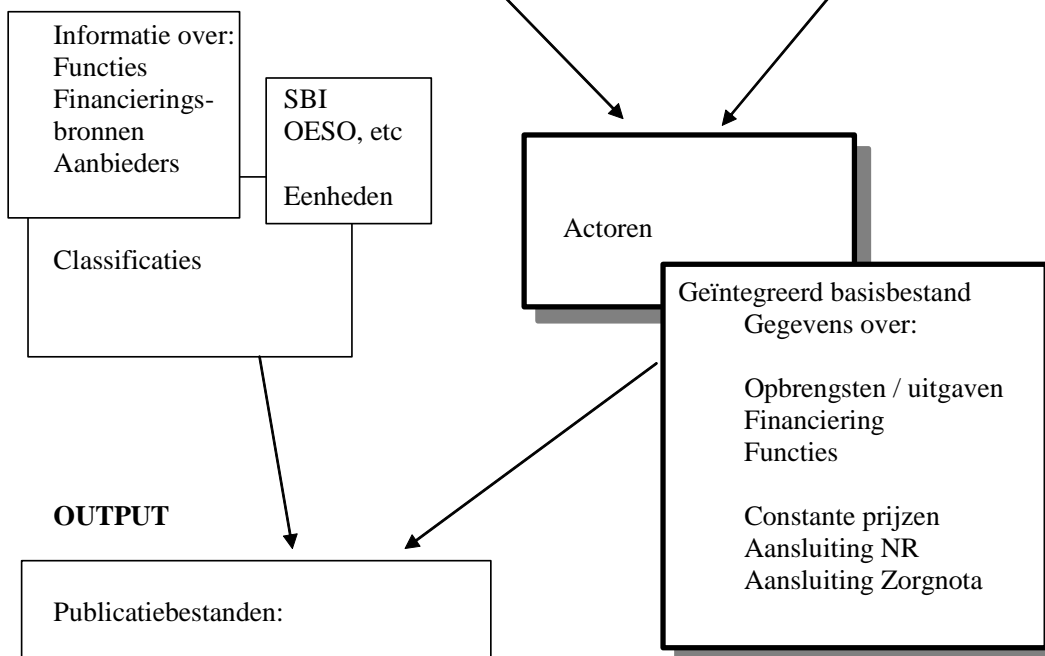 Informatie over:
Functies
Financierings-
bronnen
Aanbieders
SBI
OESO, etc
Eenheden
Classificaties
Actoren
Geïntegreerd basisbestand
Gegevens over:
Opbrengsten / uitgaven
Financiering
Functies
Constante prijzen
Aansluiting NR
Aansluiting Zorgnota
OUTPUT
Publicatiebestanden: